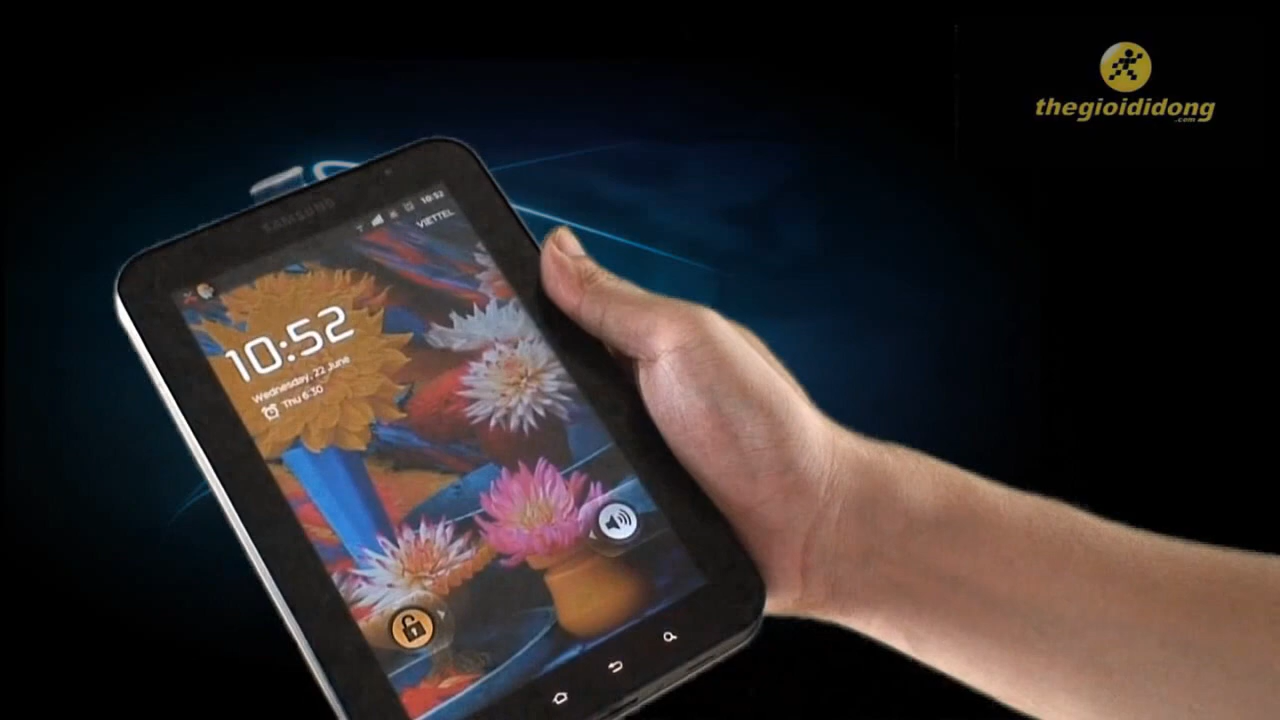 thegioididong
.com
SAMSUNG
10:52
VIETTEL
10:52
Wednesday, 22 June
Thu 6:30